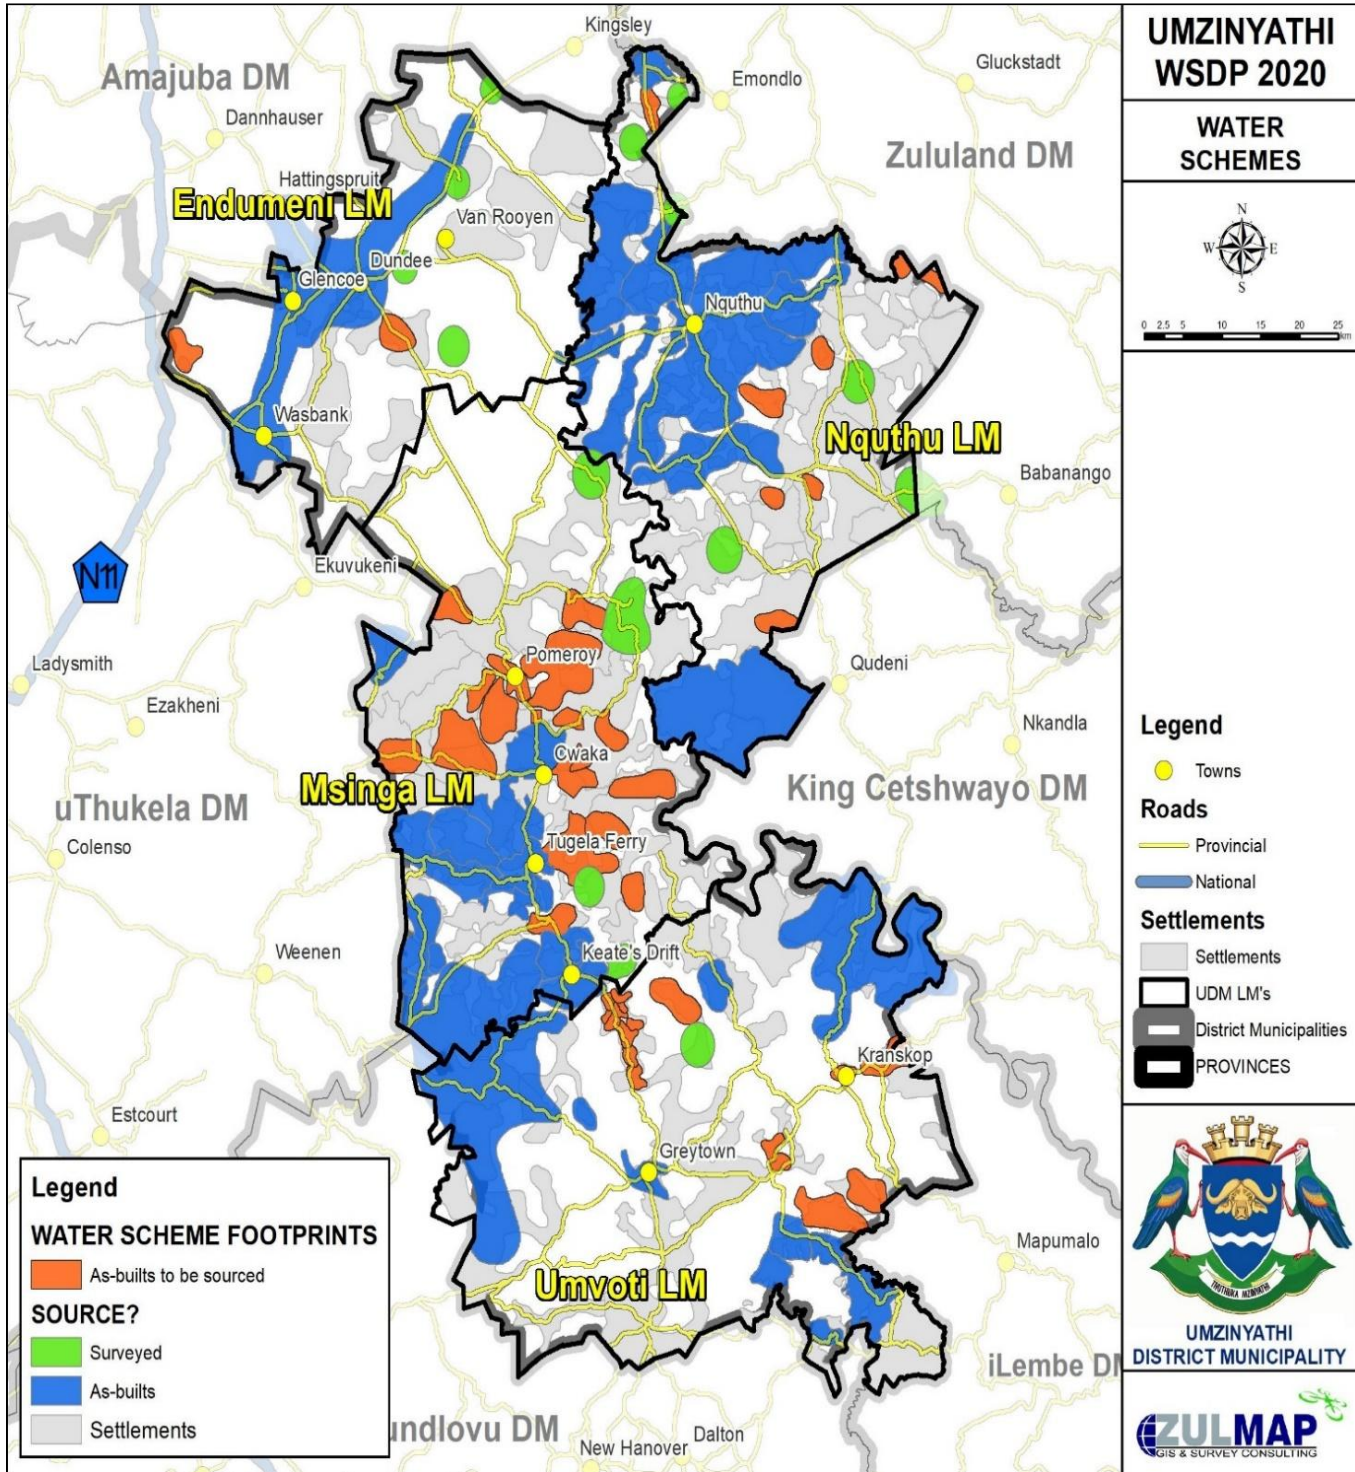 Kingsley
Amajuba DM
Emondlo
Gluckstadt
Dannhauser
Zululand DM
Hattingspruit
Endumeni LM
Van Rooyen
Dundee
Glencoe
Nquthu
Wasbank
Nquthu LM
Babanango
N11
Ekuvukeni
Ladysmith
Pomeroy
Qudeni
Ezakheni
Nkandla
Cwaka
Msinga LM
King Cetshwayo DM
uThukela DM
Colenso
Tugela Ferry
Weenen
Keate's Drift
Kranskop
Estcourt
Greytown
Mapumalo
Umvoti LM
iLembe DM
undlovu DM
New Hanover
Dalton
Legend
WATER SCHEME FOOTPRINTS
As-builts to be sourced
SOURCE?
Surveyed
As-builts
Settlements
UMZINYATHI
WSDP 2020
WATER
SCHEMES
N
W E
S
0 2.5 5 10 15 20 25
km
Legend
Towns
Roads
Provincial
National
Settlements
Settlements
UDM LM's
District Municipalities
PROVINCES
UMZINYATHI
DISTRICT MUNICIPALITY
ZULMAP
GIS & SURVEY CONSULTING